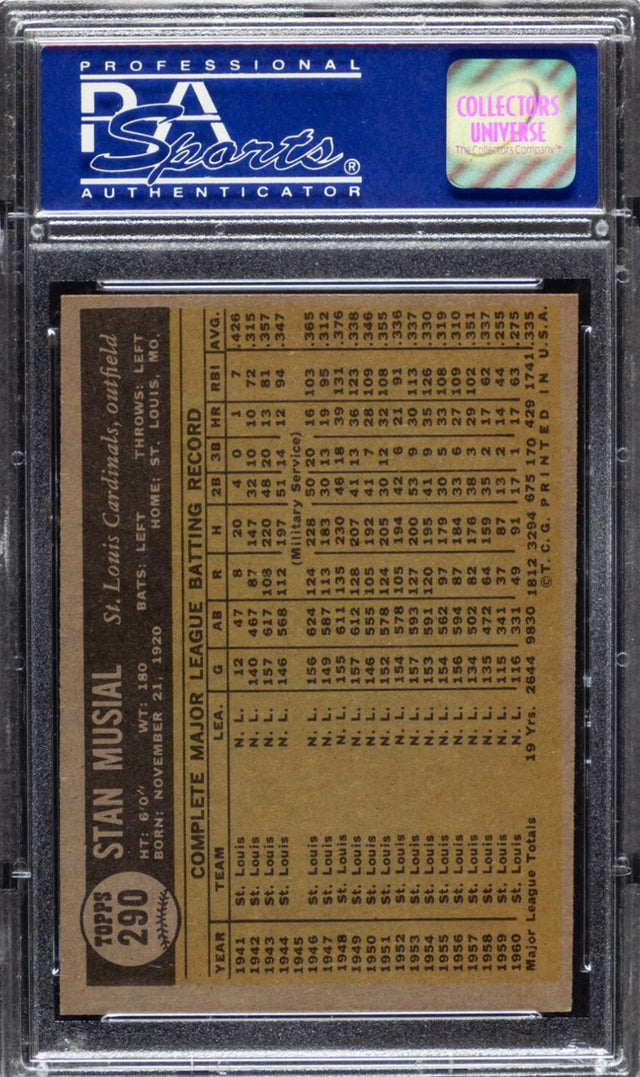 PROFESSIONAL
PSA
Sports®
AUTHENTICATOR
COLLECTORS
UNIVERSE
The Collectors Company™
TOPPS
290
STAN MUSIAL St. Louis Cardinals, outfield
HT: 6'0" WT: 180 BATS: LEFT THROWS: LEFT
BORN: NOVEMBER 21, 1920 HOME: ST. LOUIS, MO.
COMPLETE MAJOR LEAGUE BATTING RECORD
YEAR TEAM LEA. G AB R H 2B 3B HR RBI AVG.
1941 St. Louis N. L. 12 47 8 20 4 0 1 7 .426
1942 St. Louis N. L. 140 467 87 147 32 10 10 72 .315
1943 St. Louis N. L. 157 617 108 220 48 20 13 81 .357
1944 St. Louis N. L. 146 568 112 197 51 14 12 94 .347
1945 (Military Service)
1946 St. Louis N. L. 156 624 124 228 50 20 16 103 .365
1947 St. Louis N. L. 149 587 113 183 30 13 19 95 .312
1948 St. Louis N. L. 155 611 135 230 46 18 39 131 .376
1949 St. Louis N. L. 157 612 128 207 41 13 36 123 .338
1950 St. Louis N. L. 146 555 105 192 41 7 28 109 .346
1951 St. Louis N. L. 152 578 124 205 30 12 32 108 .355
1952 St. Louis N. L. 154 578 105 194 42 6 21 91 .336
1953 St. Louis N. L. 157 593 127 200 53 9 30 113 .337
1954 St. Louis N. L. 153 591 120 195 41 9 35 126 .330
1955 St. Louis N. L. 154 562 97 179 30 5 33 108 .319
1956 St. Louis N. L. 156 594 87 184 33 6 27 109 .310
1957 St. Louis N. L. 134 502 82 176 38 3 29 102 .351
1958 St. Louis N. L. 135 472 64 159 35 2 17 62 .337
1959 St. Louis N. L. 115 341 37 87 13 2 14 44 .255
1960 St. Louis N. L. 116 331 49 91 17 1 17 63 .275
Major League Totals 19 Yrs. 2644 9830 1812 3294 675 170 429 1741 .335
© T. C. G. PRINTED IN U.S.A.